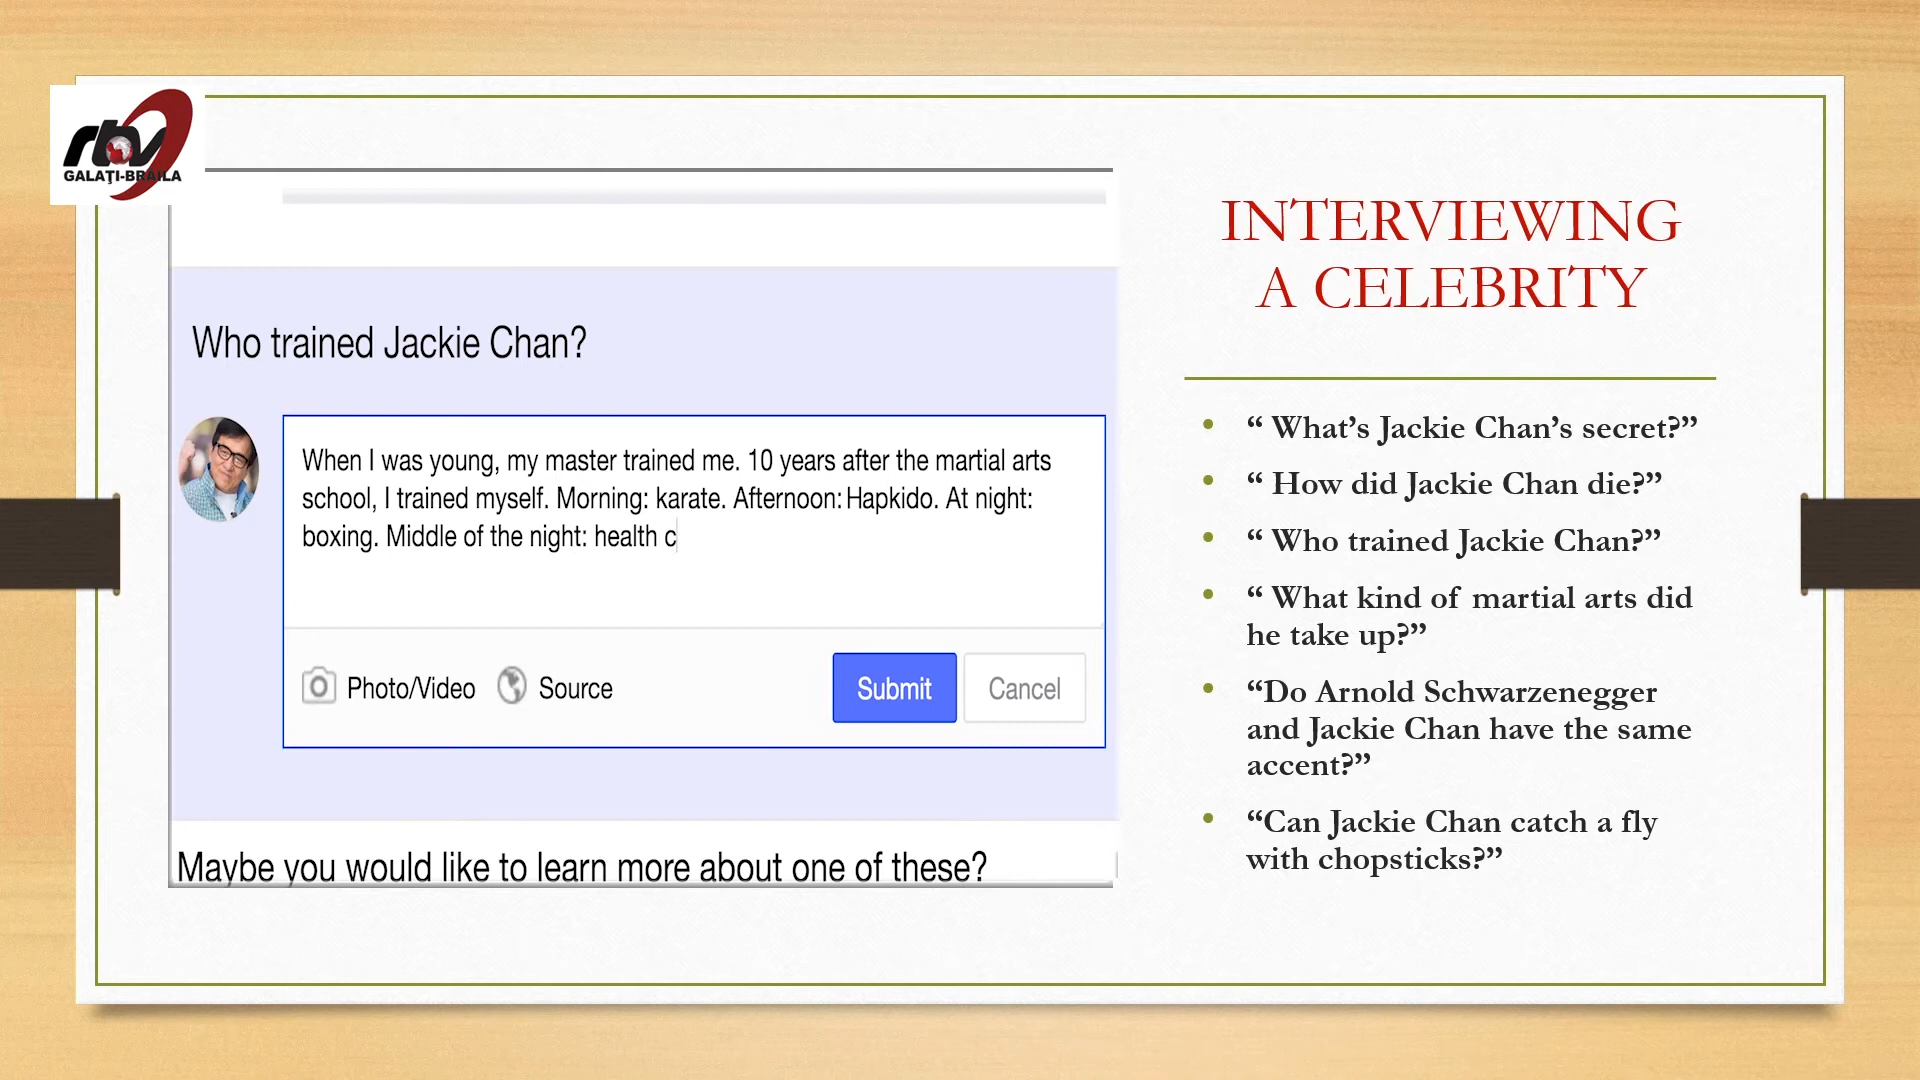 rtv
GALAŢI-BRĂILA
Who trained Jackie Chan?
When I was young, my master trained me. 10 years after the martial arts
school, I trained myself. Morning: karate. Afternoon: Hapkido. At night:
boxing. Middle of the night: health c
Photo/Video Source Submit Cancel
Maybe you would like to learn more about one of these?
INTERVIEWING
A CELEBRITY
• “ What’s Jackie Chan’s secret?”
• “ How did Jackie Chan die?”
• “ Who trained Jackie Chan?”
• “ What kind of martial arts did
he take up?”
• “Do Arnold Schwarzenegger
and Jackie Chan have the same
accent?”
• “Can Jackie Chan catch a fly
with chopsticks?”